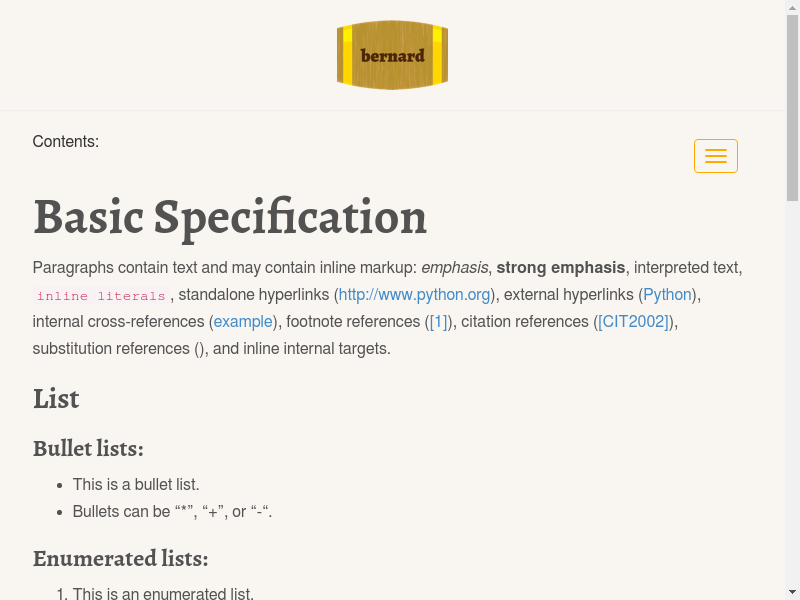 bernard
Contents:
Basic Specification
Paragraphs contain text and may contain inline markup: emphasis, strong emphasis, interpreted text,
inline literals, standalone hyperlinks (http://www.python.org), external hyperlinks (Python),
internal cross-references (example), footnote references ([1]), citation references ([CIT2002]),
substitution references (), and inline internal targets.
List
Bullet lists:
• This is a bullet list.
• Bullets can be “*”, “+”, or “-“.
Enumerated lists:
1. This is an enumerated list.